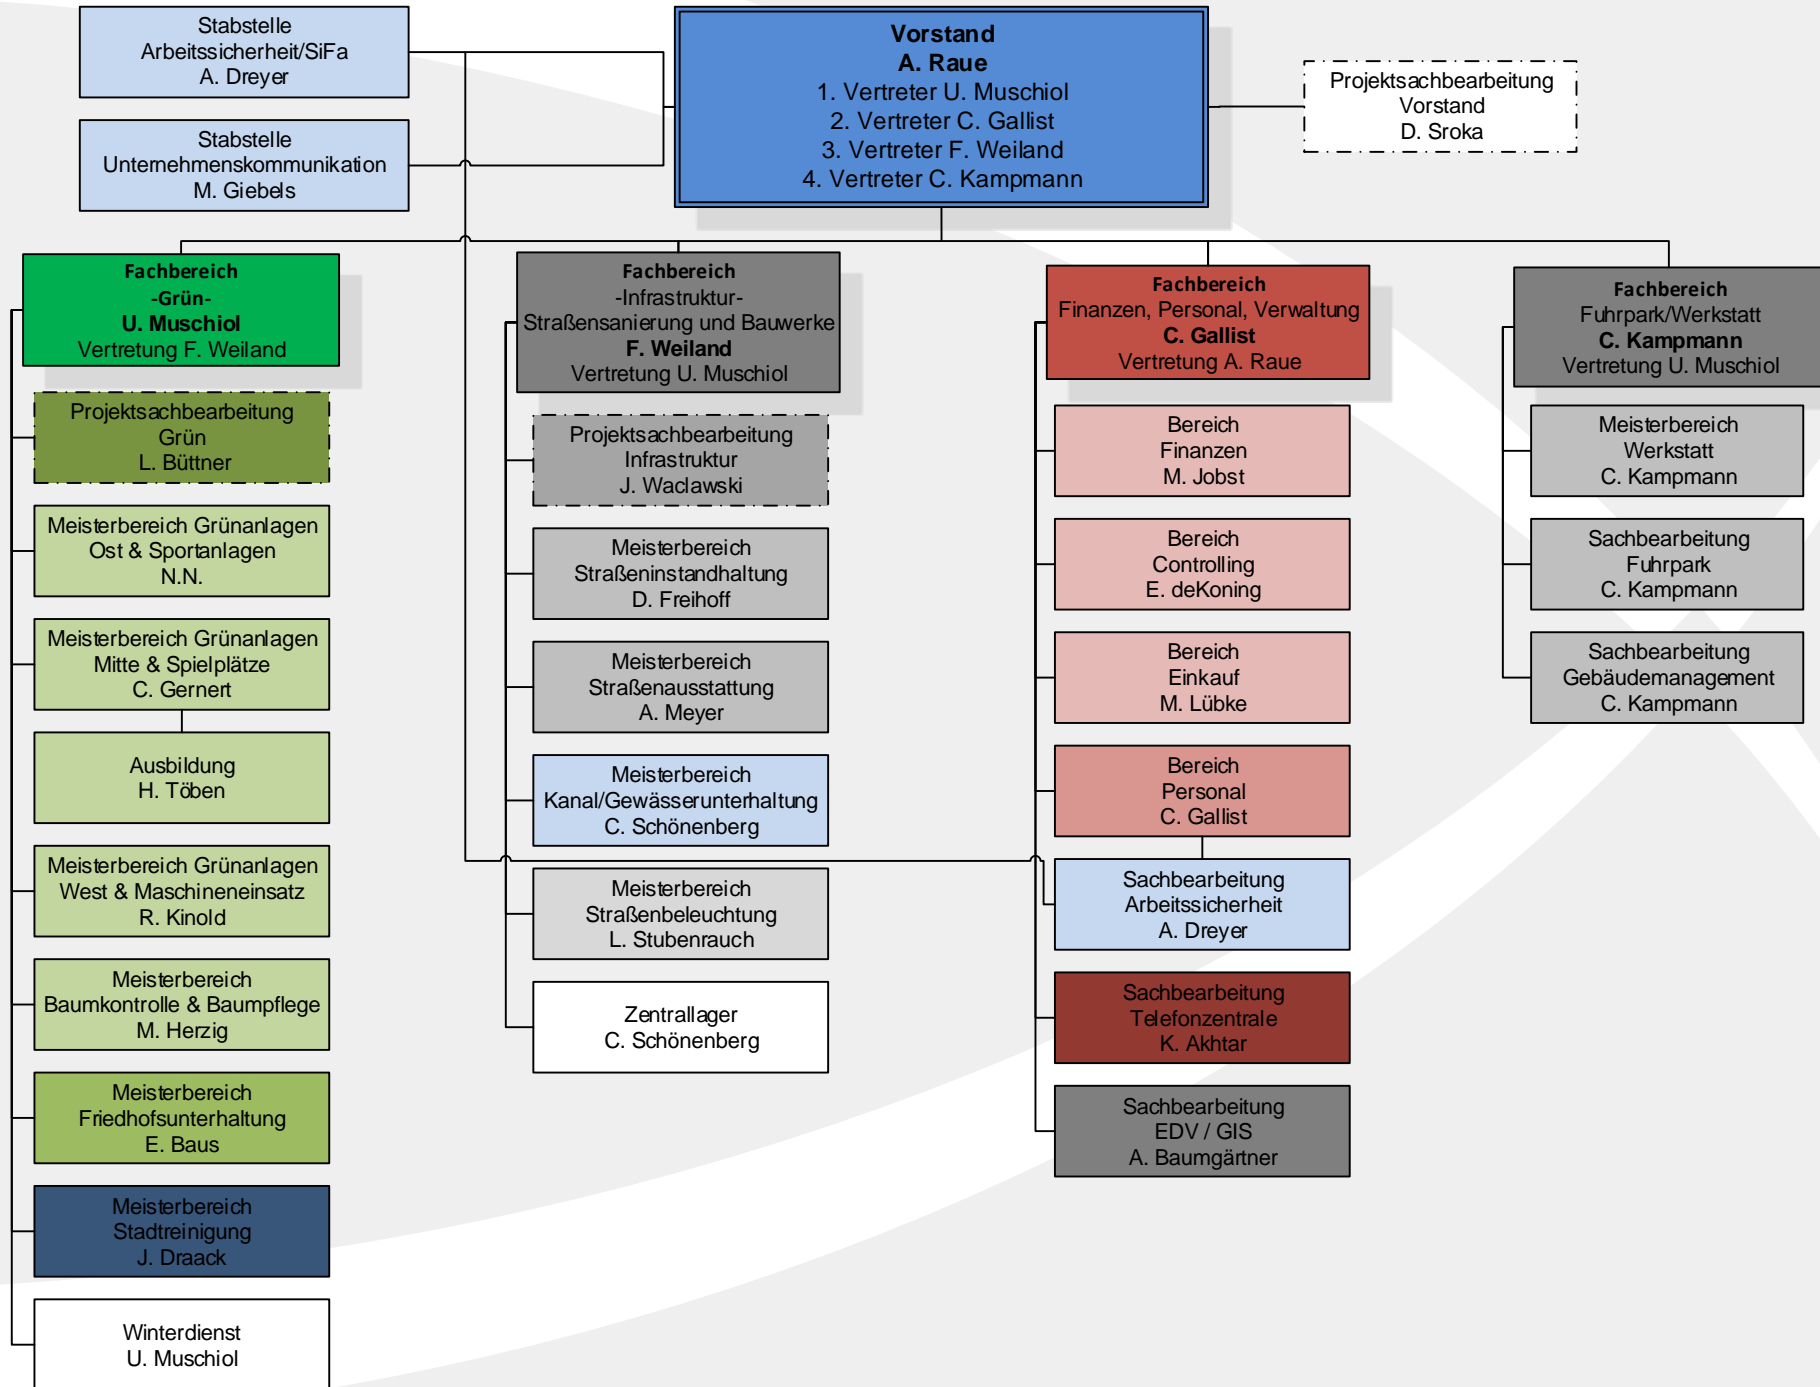 Stabstelle
Arbeitssicherheit/SiFa
A. Dreyer
Stabstelle
Unternehmenskommunikation
M. Giebels
Vorstand
A. Raue
1. Vertreter U. Muschiol
2. Vertreter C. Gallist
3. Vertreter F. Weiland
4. Vertreter C. Kampmann
Projektsachbearbeitung
Vorstand
D. Sroka
Fachbereich
-Grün-
U. Muschiol
Vertretung F. Weiland
Projektsachbearbeitung
Grün
L. Büttner
Meisterbereich Grünanlagen
Ost & Sportanlagen
N.N.
Meisterbereich Grünanlagen
Mitte & Spielplätze
C. Gernert
Ausbildung
H. Töben
Meisterbereich Grünanlagen
West & Maschineneinsatz
R. Kinold
Meisterbereich
Baumkontrolle & Baumpflege
M. Herzig
Meisterbereich
Friedhofsunterhaltung
E. Baus
Meisterbereich
Stadtreinigung
J. Draack
Winterdienst
U. Muschiol
Fachbereich
-Infrastruktur-
Straßensanierung und Bauwerke
F. Weiland
Vertretung U. Muschiol
Projektsachbearbeitung
Infrastruktur
J. Waclawski
Meisterbereich
Straßeninstandhaltung
D. Freihoff
Meisterbereich
Straßenausstattung
A. Meyer
Meisterbereich
Kanal/Gewässerunterhaltung
C. Schönenberg
Meisterbereich
Straßenbeleuchtung
L. Stubenrauch
Zentrallager
C. Schönenberg
Fachbereich
Finanzen, Personal, Verwaltung
C. Gallist
Vertretung A. Raue
Bereich
Finanzen
M. Jobst
Bereich
Controlling
E. deKoning
Bereich
Einkauf
M. Lübke
Bereich
Personal
C. Gallist
Sachbearbeitung
Arbeitssicherheit
A. Dreyer
Sachbearbeitung
Telefonzentrale
K. Akhtar
Sachbearbeitung
EDV / GIS
A. Baumgärtner
Fachbereich
Fuhrpark/Werkstatt
C. Kampmann
Vertretung U. Muschiol
Meisterbereich
Werkstatt
C. Kampmann
Sachbearbeitung
Fuhrpark
C. Kampmann
Sachbearbeitung
Gebäudemanagement
C. Kampmann